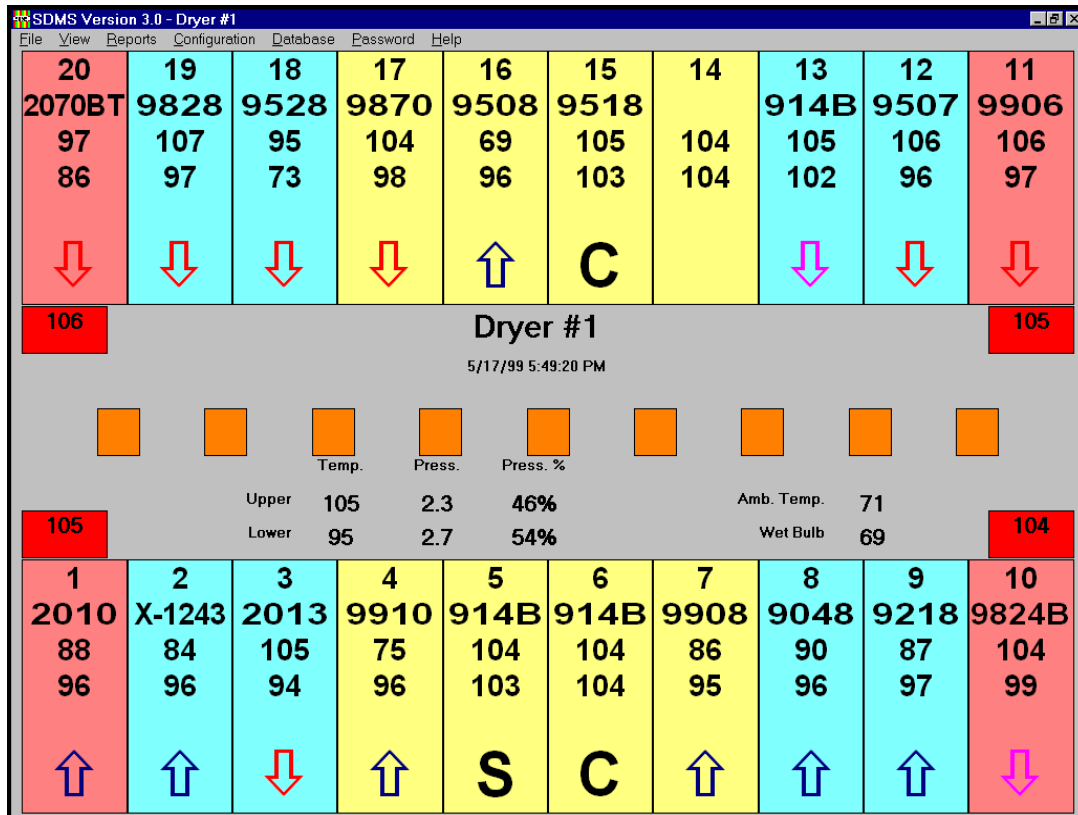 SDMS Version 3.0 - Dryer #1
File View Reports Configuration Database Password Help
20 19 18 17 16 15 14 13 12 11
2070BT 9828 9528 9870 9508 9518 914B 9507 9906
97 107 95 104 69 105 104 105 106 106
86 97 73 98 96 103 104 102 96 97
C
106 Dryer #1 105
5/17/99 5:49:20 PM
Temp. Press. Press. %
Upper 105 2.3 46% Amb. Temp. 71
105 Lower 95 2.7 54% Wet Bulb 69 104
1 2 3 4 5 6 7 8 9 10
2010 X-1243 2013 9910 914B 914B 9908 9048 9218 9824B
88 84 105 75 104 104 86 90 87 104
96 96 94 96 103 104 95 96 97 99
S C